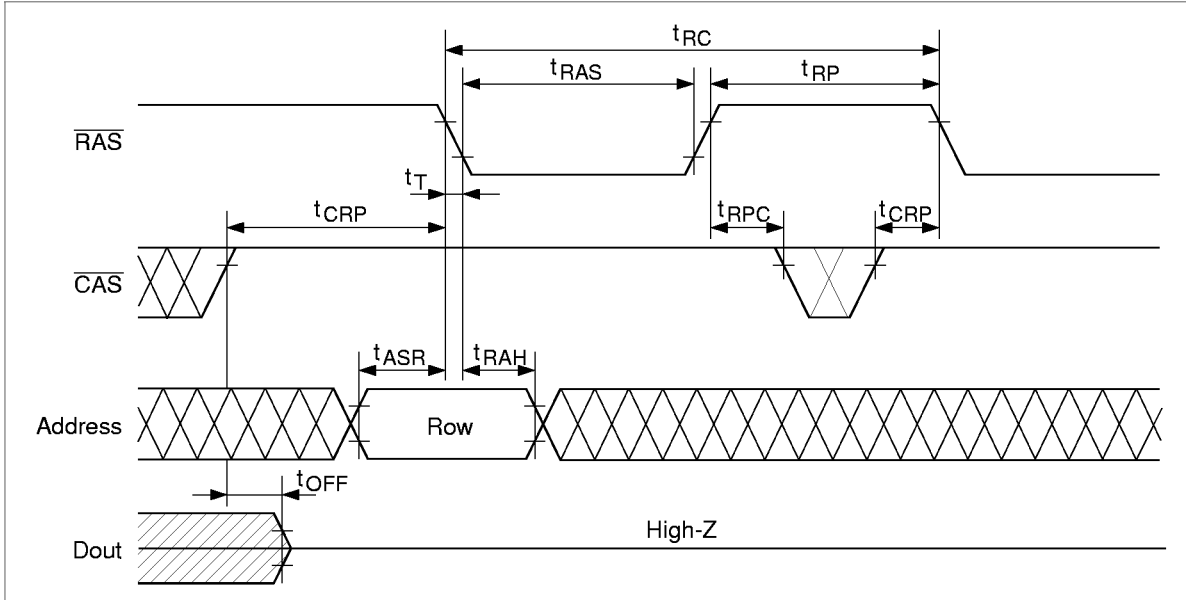 tRC
tRAS
tRP
RAS
tT
tCRP
tRPC
tCRP
CAS
tASR
tRAH
Address
Row
tOFF
High-Z
Dout